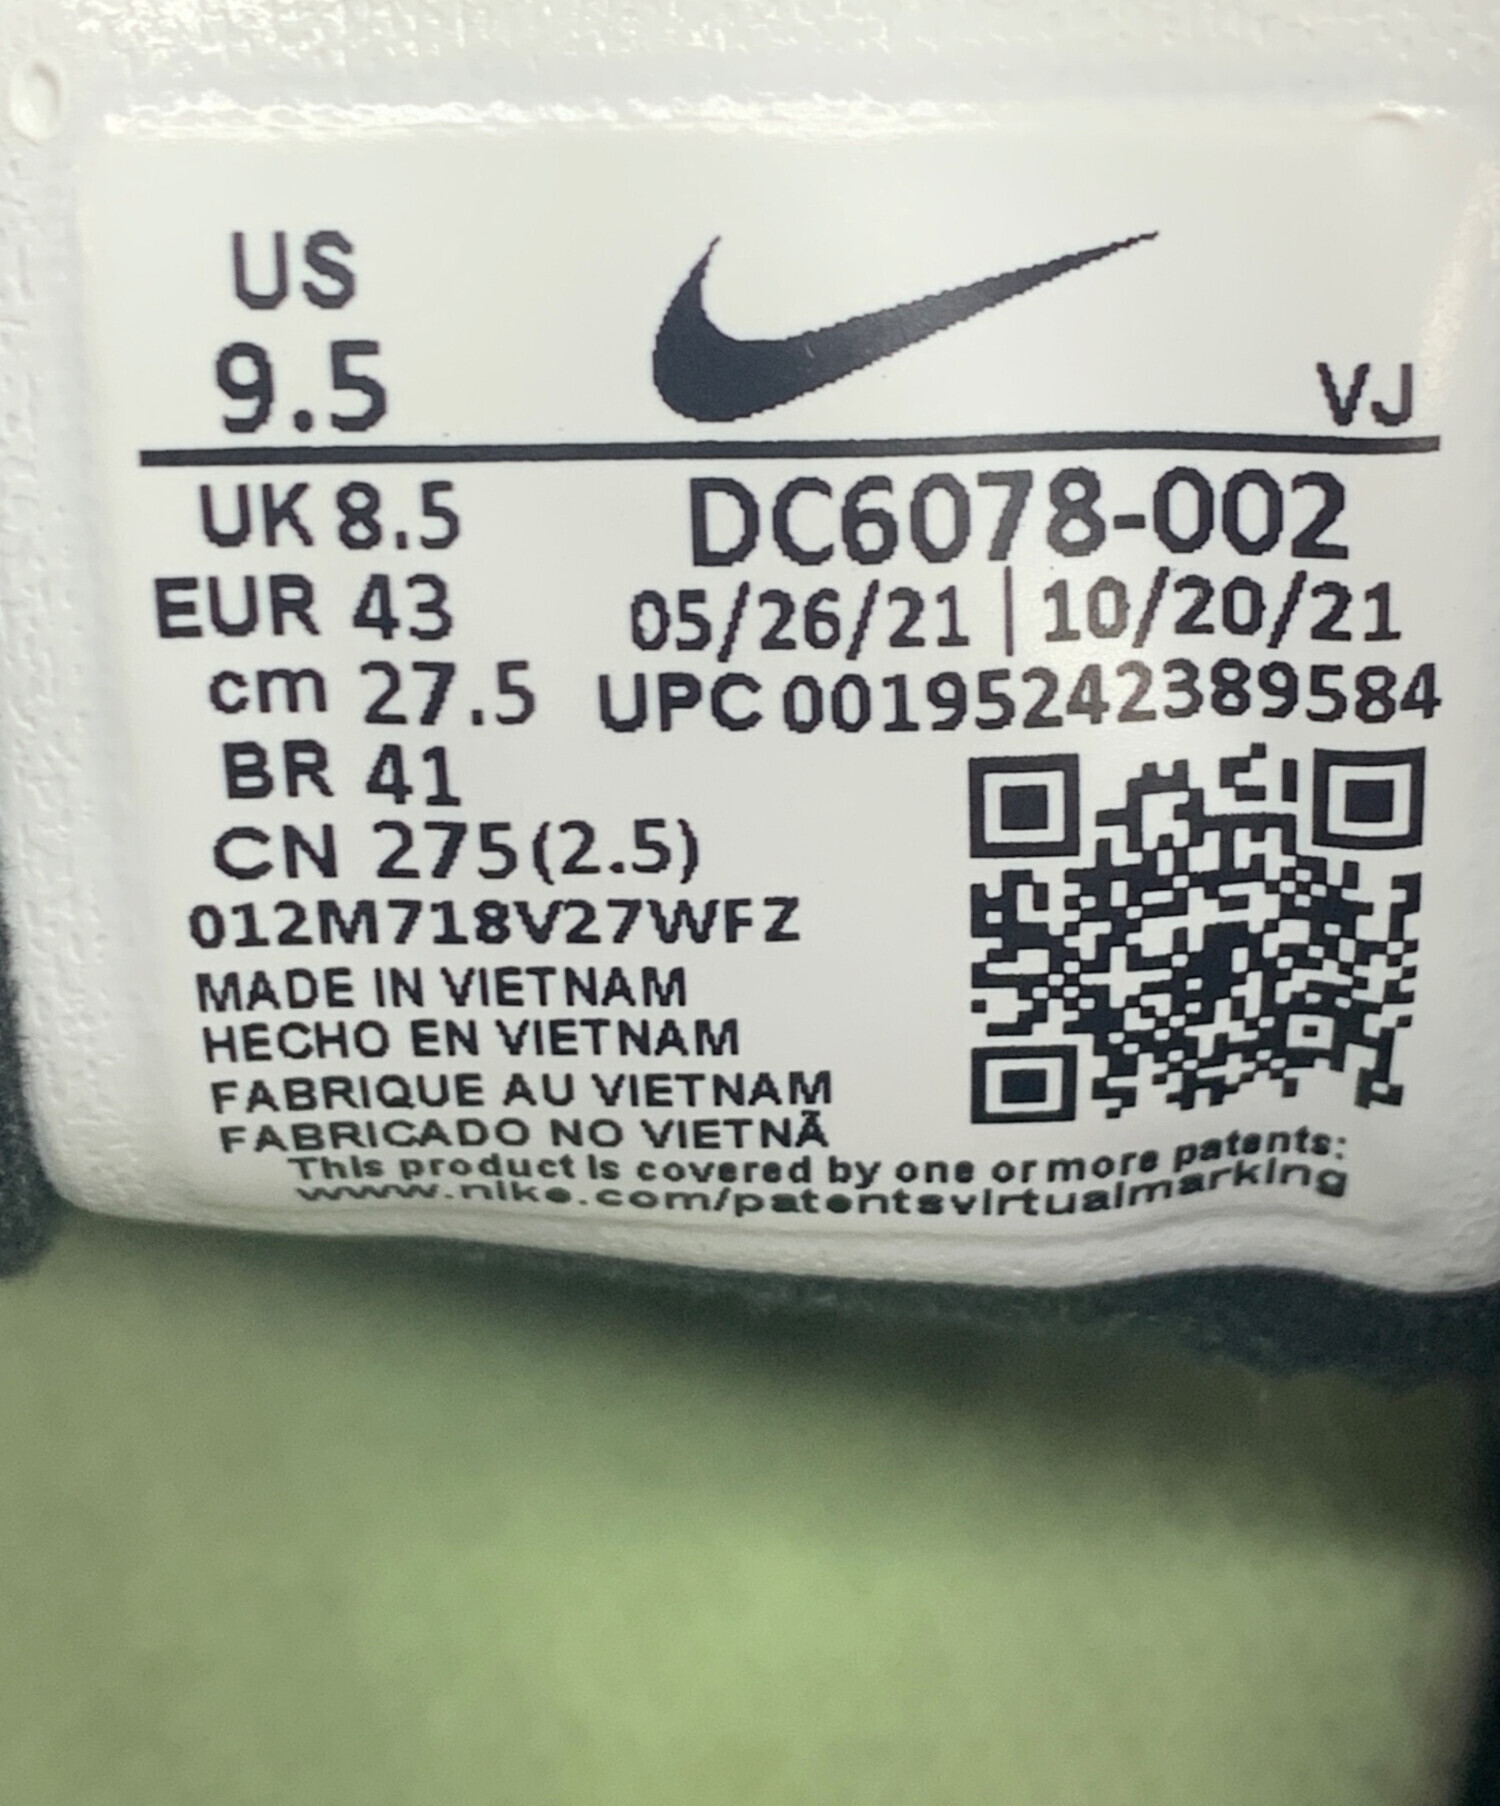 US
9.5
VJ
UK 8.5
DC6078-002
EUR 43
05/26/21 | 10/20/21
cm 27.5
UPC 00195242389584
BR 41
CN 275(2.5)
012M718V27WFZ
MADE IN VIETNAM
HECHO EN VIETNAM
FABRIQUE AU VIETNAM
FABRICADO NO VIETNÃ
This product is covered by one or more patents:
www.nike.com/patentsvirtualmarking